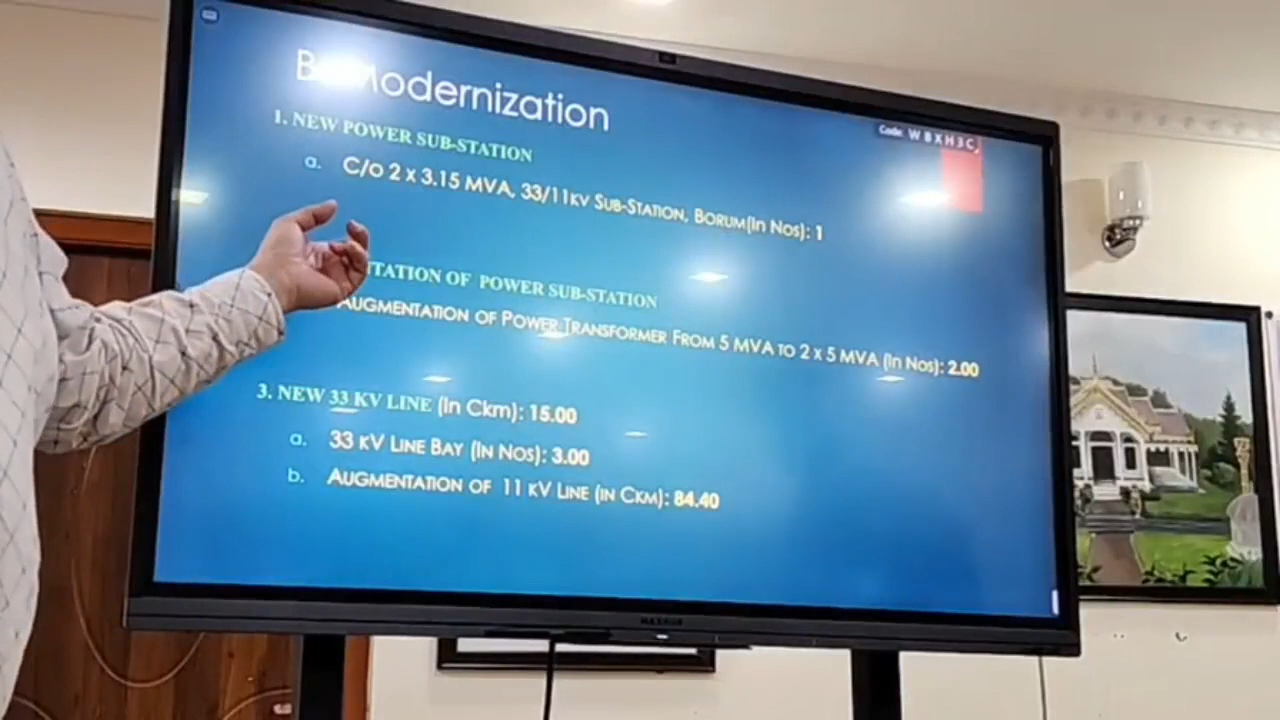 Modernization
Code: WBXH3C
1. NEW POWER SUB-STATION
a. C/o 2 x 3.15 MVA, 33/11kv Sub-Station, Borum(In Nos): 1
TATION OF POWER SUB-STATION
Augmentation of Power Transformer From 5 MVA to 2 x 5 MVA (In Nos): 2.00
3. NEW 33 KV LINE (In Ckm): 15.00
a. 33 kV Line Bay (In Nos): 3.00
b. Augmentation of 11 kV Line (in Ckm): 84.40